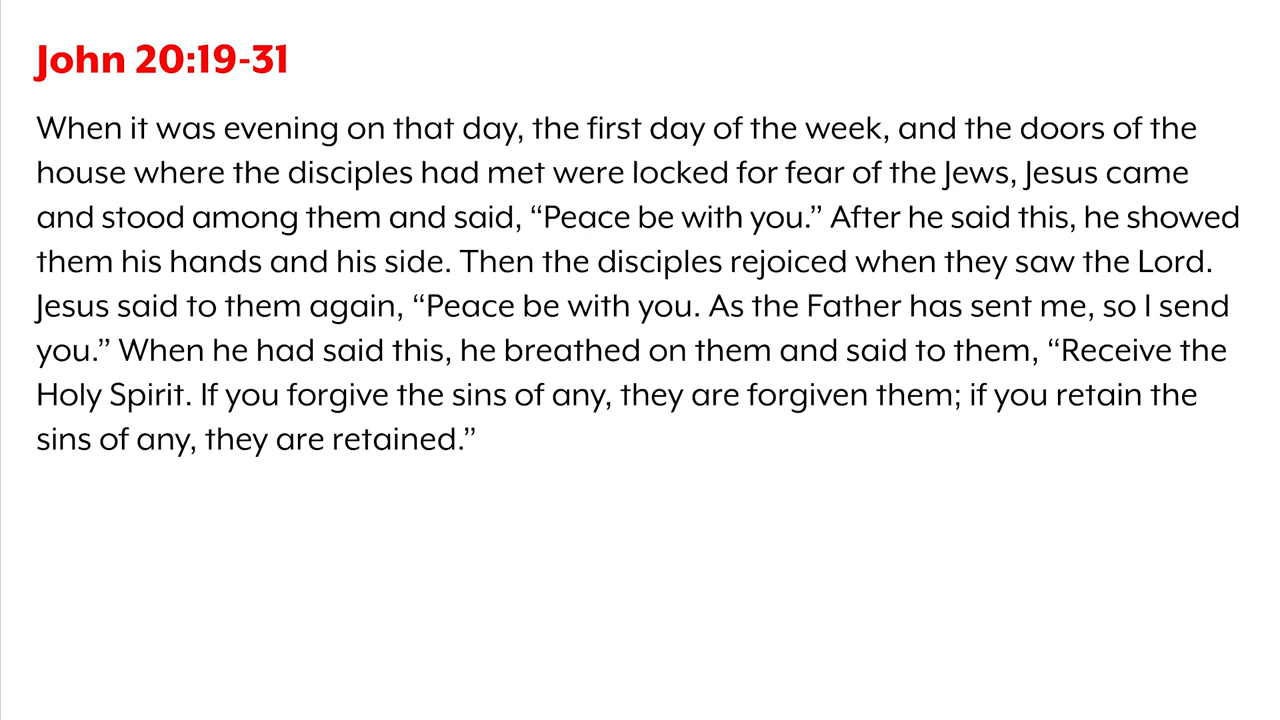 John 20:19-31
When it was evening on that day, the first day of the week, and the doors of the
house where the disciples had met were locked for fear of the Jews, Jesus came
and stood among them and said, “Peace be with you.” After he said this, he showed
them his hands and his side. Then the disciples rejoiced when they saw the Lord.
Jesus said to them again, “Peace be with you. As the Father has sent me, so I send
you.” When he had said this, he breathed on them and said to them, “Receive the
Holy Spirit. If you forgive the sins of any, they are forgiven them; if you retain the
sins of any, they are retained.”